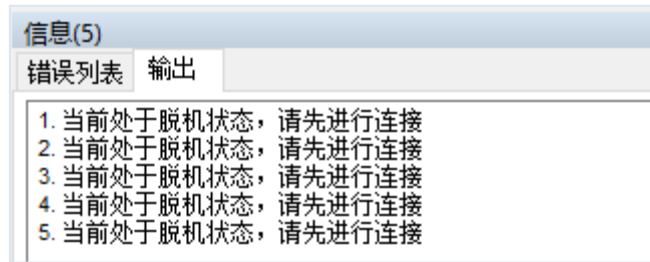 信息(5)
错误列表 输出
1. 当前处于脱机状态，请先进行连接
2. 当前处于脱机状态，请先进行连接
3. 当前处于脱机状态，请先进行连接
4. 当前处于脱机状态，请先进行连接
5. 当前处于脱机状态，请先进行连接